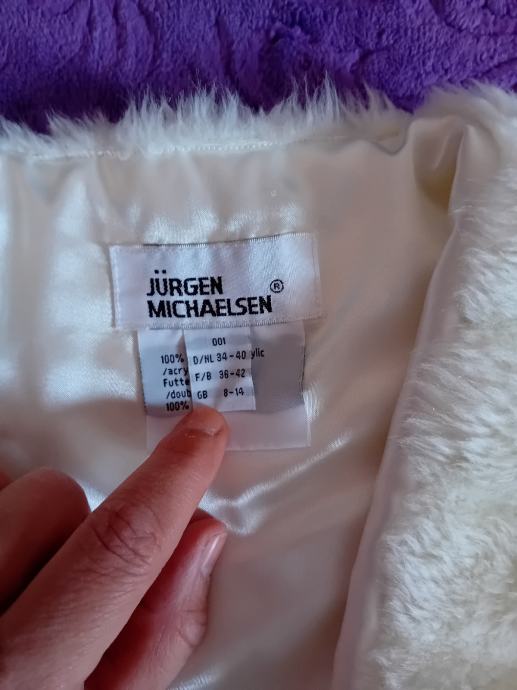 JÜRGEN ®
MICHAELSEN
001
100% D/NL 34-40 ylic
/acry F/B 36-42
Futte
/doub GB 8-14
100%